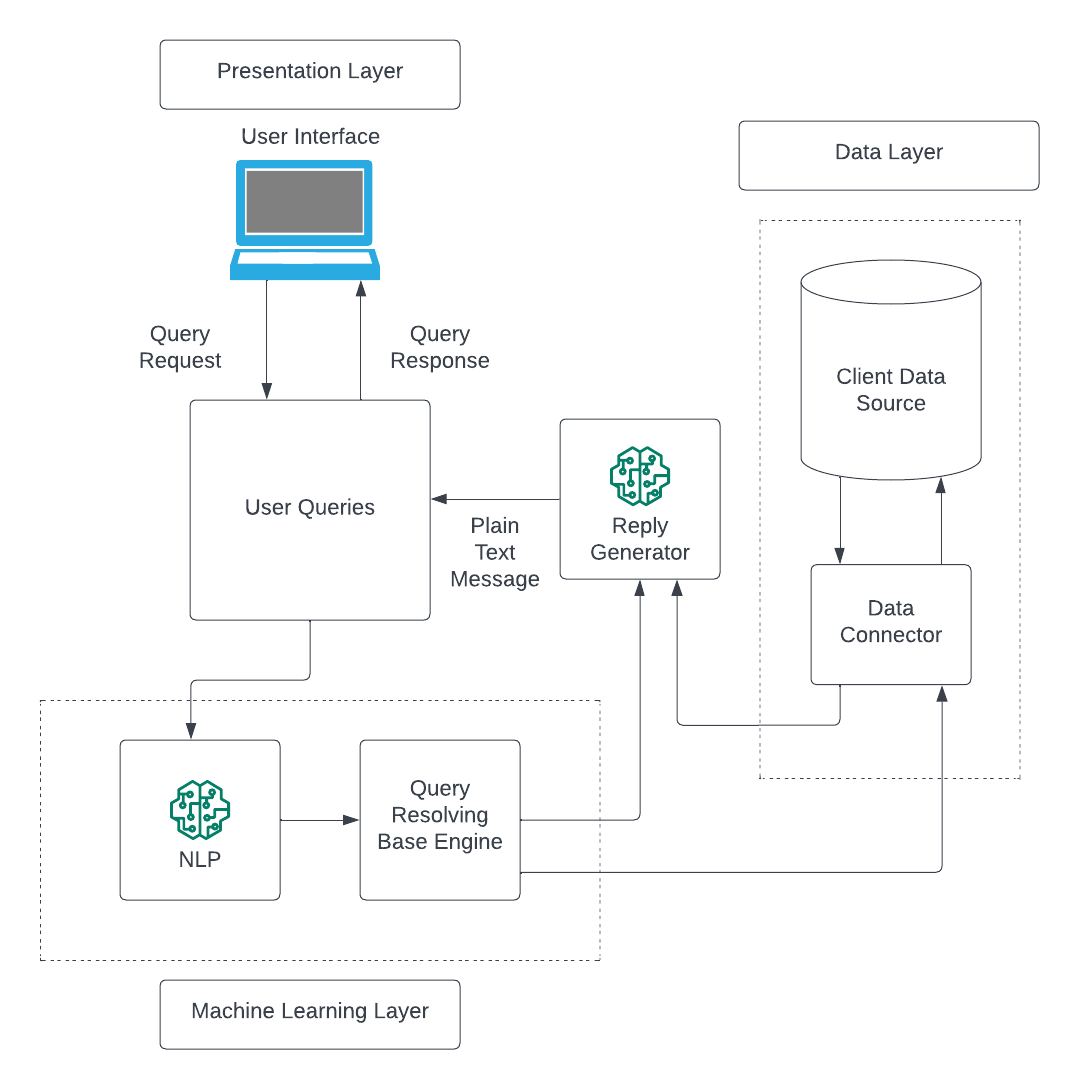 Presentation Layer
User Interface
Data Layer
Query
Request
Query
Response
Client Data
Source
User Queries
Plain
Text
Message
Reply
Generator
Data
Connector
NLP
Query
Resolving
Base Engine
Machine Learning Layer